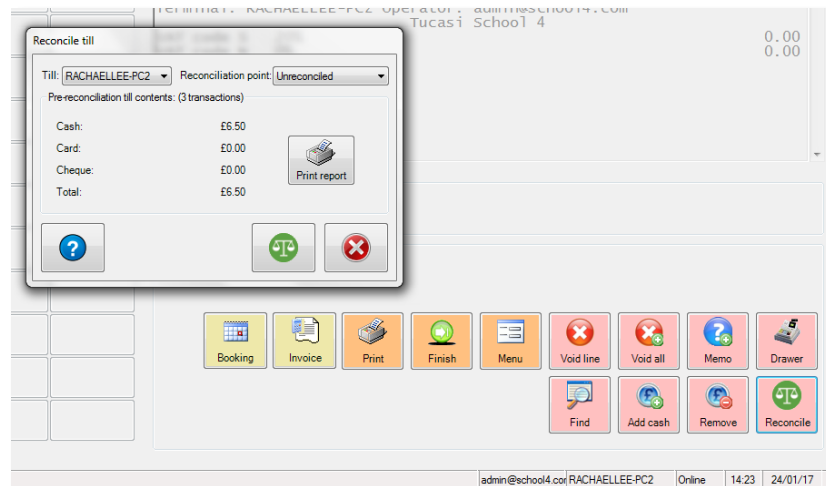 Terminal: RACHAELLEE-PC2 Operator: admin@school4.com
Tucasi School 4
0.00
0.00
Reconcile till
Till: RACHAELLEE-PC2 Reconciliation point: Unreconciled
Pre-reconciliation till contents: (3 transactions)
Cash: £6.50
Card: £0.00
Cheque: £0.00
Total: £6.50
Print report
Booking Invoice Print Finish Menu Void line Void all Memo Drawer
Find Add cash Remove Reconcile
admin@school4.cor RACHAELLEE-PC2 Online 14:23 24/01/17